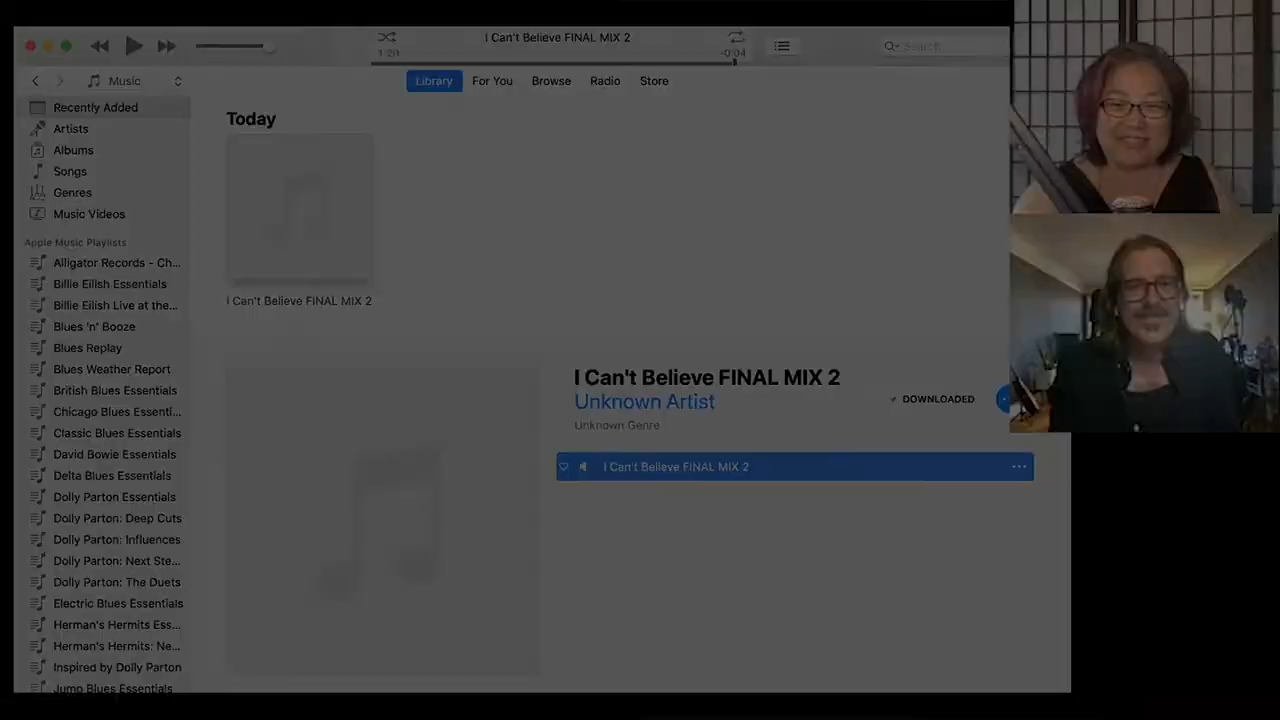 I Can't Believe FINAL MIX 2
1:20
-0:04
Search
Music
Library
For You
Browse
Radio
Store
Recently Added
Artists
Albums
Songs
Genres
Music Videos
Apple Music Playlists
Alligator Records - Ch...
Billie Eilish Essentials
Billie Eilish Live at the...
Blues 'n' Booze
Blues Replay
Blues Weather Report
British Blues Essentials
Chicago Blues Essenti...
Classic Blues Essentials
David Bowie Essentials
Delta Blues Essentials
Dolly Parton Essentials
Dolly Parton: Deep Cuts
Dolly Parton: Influences
Dolly Parton: Next Ste...
Dolly Parton: The Duets
Electric Blues Essentials
Herman's Hermits Ess...
Herman's Hermits: Ne...
Inspired by Dolly Parton
Jump Blues Essentials
Today
I Can't Believe FINAL MIX 2
I Can't Believe FINAL MIX 2
Unknown Artist
DOWNLOADED
Unknown Genre
I Can't Believe FINAL MIX 2